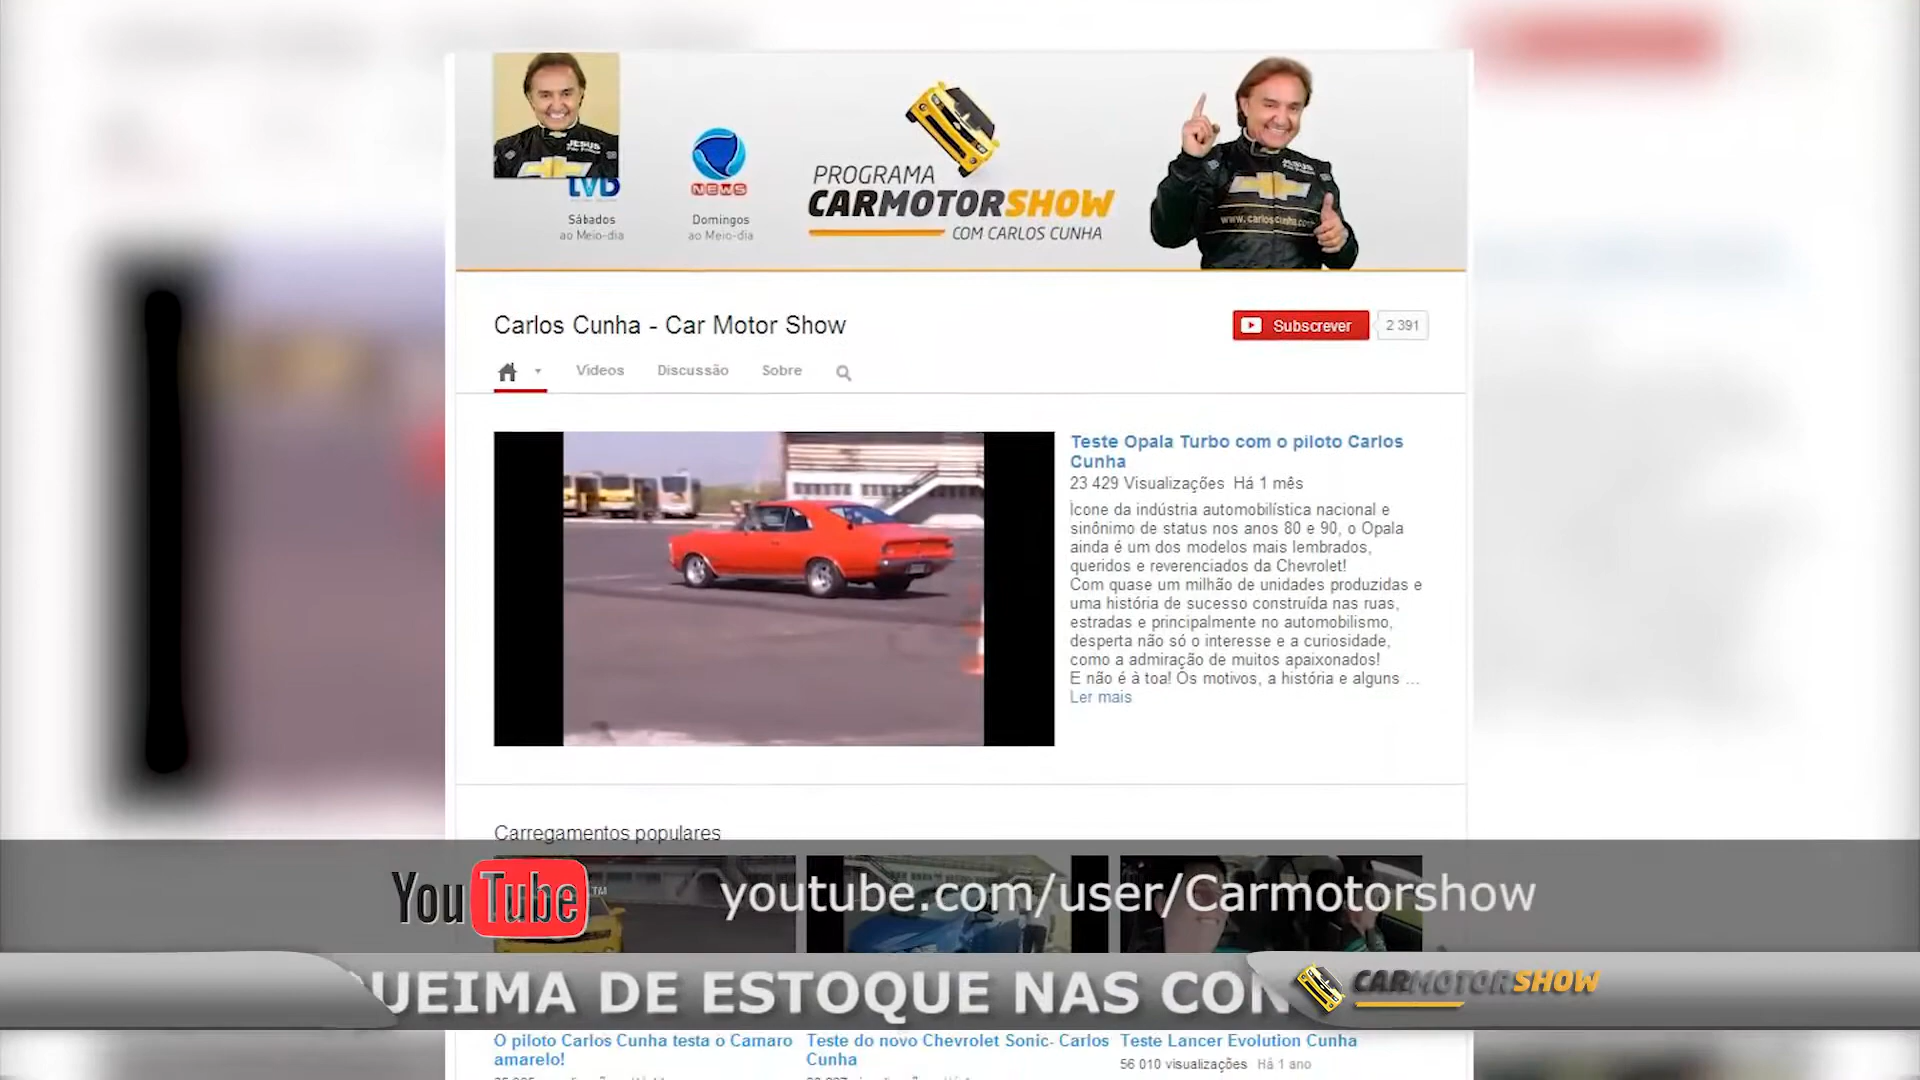 JESUS
LVD
NEWS
Sábados
ao Meio-dia
Domingos
ao Meio-dia
PROGRAMA
CARMOTORSHOW
COM CARLOS CUNHA
Carlos Cunha - Car Motor Show
Subscrever
2 391
Vídeos
Discussão
Sobre
Teste Opala Turbo com o piloto Carlos
Cunha
23 429 Visualizações Há 1 mês
Ícone da indústria automobilística nacional e
sinônimo de status nos anos 80 e 90, o Opala
ainda é um dos modelos mais lembrados,
queridos e reverenciados da Chevrolet!
Com quase um milhão de unidades produzidas e
uma história de sucesso construída nas ruas,
estradas e principalmente no automobilismo,
desperta não só o interesse e a curiosidade,
como a admiração de muitos apaixonados!
E não é à toa! Os motivos, a história e alguns ...
Ler mais
Carregamentos populares
YouTube TM
youtube.com/user/Carmotorshow
UEIMA DE ESTOQUE NAS CON
CARMOTORSHOW
O piloto Carlos Cunha testa o Camaro
amarelo!
Teste do novo Chevrolet Sonic- Carlos
Cunha
Teste Lancer Evolution Cunha
56 010 visualizações Há 1 ano